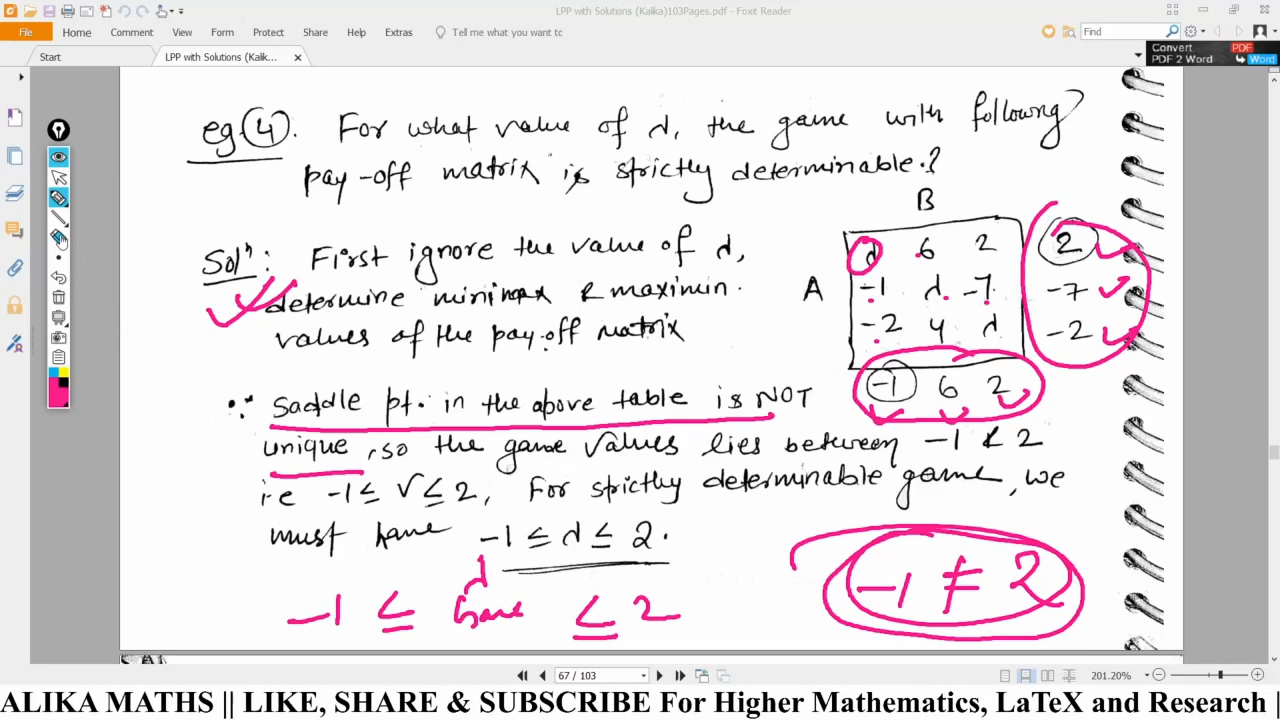 LPP with Solutions (Kalika)103Pages.pdf - Foxit Reader
File Home Comment View Form Protect Share Help Extras Tell me what you want tc Find
Start LPP with Solutions (Kalik...
Convert PDF
PDF 2 Word Word
eg. (4). For what value of λ, the game with following
pay-off matrix is strictly determinable.?
B
Solⁿ: First ignore the value of λ,
determine minimax & maximin
values of the pay-off matrix
A
λ 6 2 2
-1 λ -7 -7
-2 4 λ -2
-1 6 2
∵ Saddle pt. in the above table is NOT
unique, so the game values lies between -1 & 2
i.e -1 ≤ V ≤ 2, For strictly determinable game, we
must have -1 ≤ λ ≤ 2.
λ
-1 ≤ game ≤ 2
-1 ≠ 2
67 / 103
201.20%
ALIKA MATHS || LIKE, SHARE & SUBSCRIBE For Higher Mathematics, LaTeX and Research |